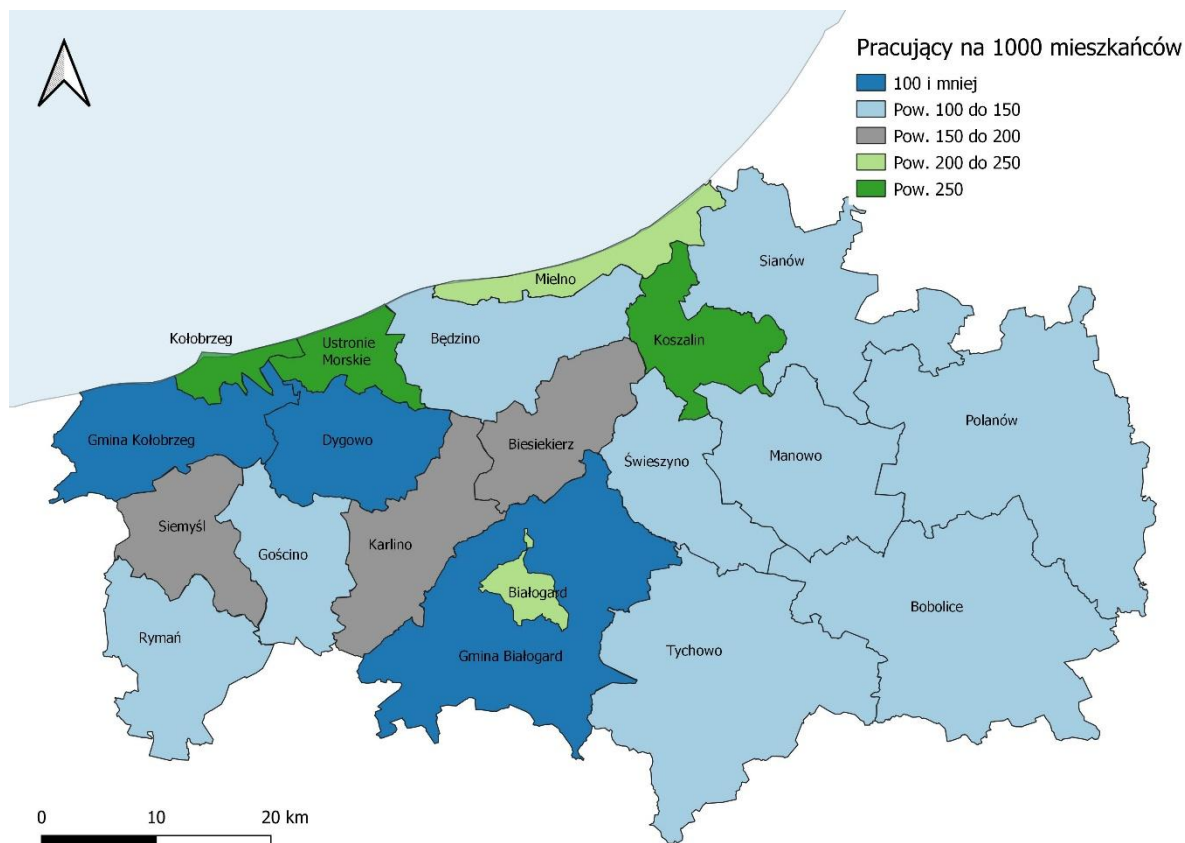 Pracujący na 1000 mieszkańców
100 i mniej
Pow. 100 do 150
Pow. 150 do 200
Pow. 200 do 250
Pow. 250
Sianów
Mielno
Kołobrzeg
Ustronie
Morskie
Będzino
Koszalin
Polanów
Gmina Kołobrzeg
Dygowo
Biesiekierz
Świeszyno
Manowo
Siemyśl
Gościno
Karlino
Białogard
Bobolice
Rymań
Gmina Białogard
Tychowo
0 10 20 km